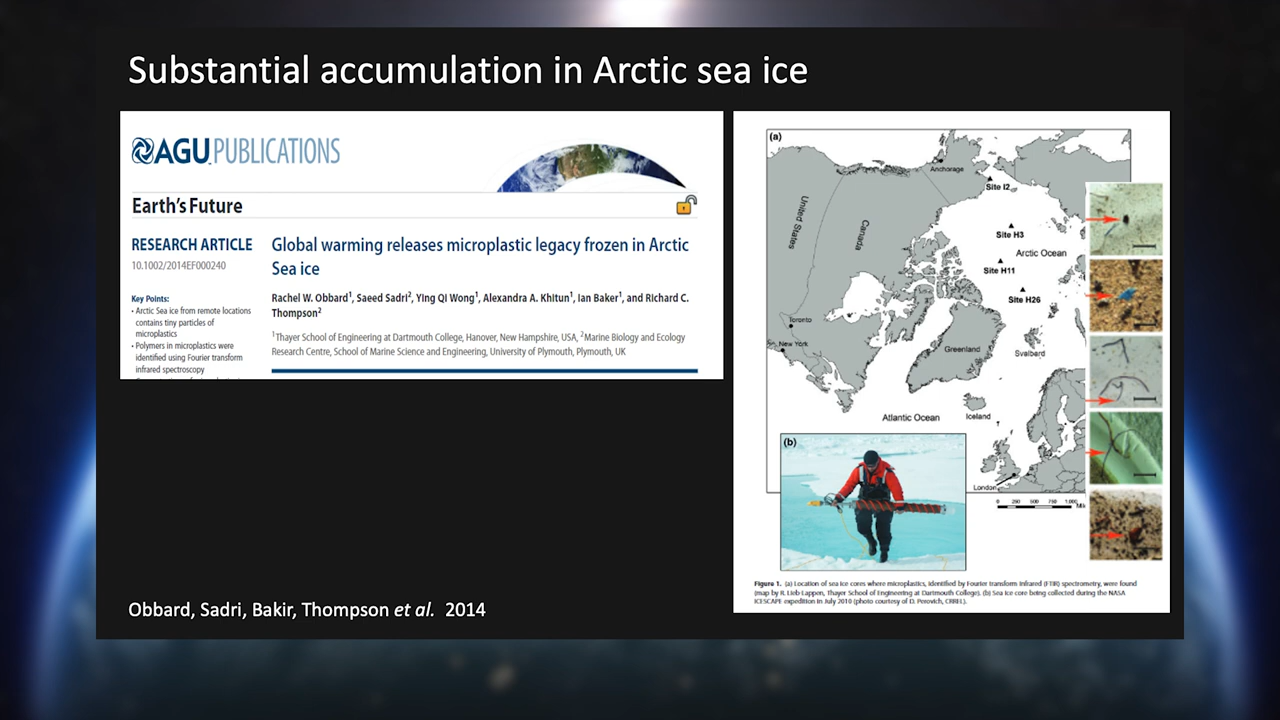 Substantial accumulation in Arctic sea ice
AGU PUBLICATIONS
Earth's Future
RESEARCH ARTICLE
10.1002/2014EF000240
Key Points:
• Arctic Sea ice from remote locations
contains tiny particles of
microplastics
• Polymers in microplastics were
identified using Fourier transform
infrared spectroscopy
Global warming releases microplastic legacy frozen in Arctic
Sea ice
Rachel W. Obbard1, Saeed Sadri2, Ying Qi Wong1, Alexandra A. Khitun1, Ian Baker1, and Richard C.
Thompson2
1Thayer School of Engineering at Dartmouth College, Hanover, New Hampshire, USA, 2Marine Biology and Ecology
Research Centre, School of Marine Science and Engineering, University of Plymouth, Plymouth, UK
(a)
Anchorage
Site I2
United States
Canada
Site H3
Arctic Ocean
Site H11
Site H26
Toronto
New York
Greenland
Svalbard
Atlantic Ocean
Iceland
(b)
London
0 250 500 750 1,000
Figure 1. (a) Location of sea ice cores where microplastics, identified by Fourier transform infrared (FTIR) spectrometry, were found
(map by R. Lieb-Lappen, Thayer School of Engineering at Dartmouth College). (b) Sea ice core being collected during the NASA
ICESCAPE expedition in July 2010 (photo courtesy of D. Perovich, CRREL).
Obbard, Sadri, Bakir, Thompson et al. 2014